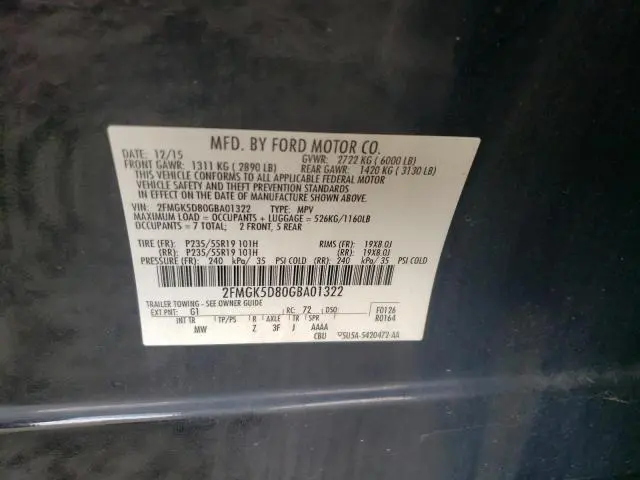 MFD. BY FORD MOTOR CO.
DATE: 12/15 GVWR: 2722 KG ( 6000 LB)
FRONT GAWR: 1311 KG ( 2890 LB) REAR GAWR: 1420 KG ( 3130 LB)
THIS VEHICLE CONFORMS TO ALL APPLICABLE FEDERAL MOTOR
VEHICLE SAFETY AND THEFT PREVENTION STANDARDS
IN EFFECT ON THE DATE OF MANUFACTURE SHOWN ABOVE.
VIN: 2FMGK5D80GBA01322 TYPE: MPV
MAXIMUM LOAD = OCCUPANTS + LUGGAGE = 526KG/1160LB
OCCUPANTS = 7 TOTAL; 2 FRONT, 5 REAR
TIRE (FR): P235/55R19 101H RIMS (FR): 19X8.0J
(RR): P235/55R19 101H (RR): 19X8.0J
PRESSURE (FR): 240 kPa/ 35 PSI COLD (RR): 240 kPa/ 35 PSI COLD
2FMGK5D80GBA01322
TRAILER TOWING - SEE OWNER GUIDE
EXT PNT: G1 RC: 72 DSO: F0126
INT TR TP/PS R AXLE TR SPR R0164
MW Z 3F J AAAA
CBU 5U5A-5420472-AA